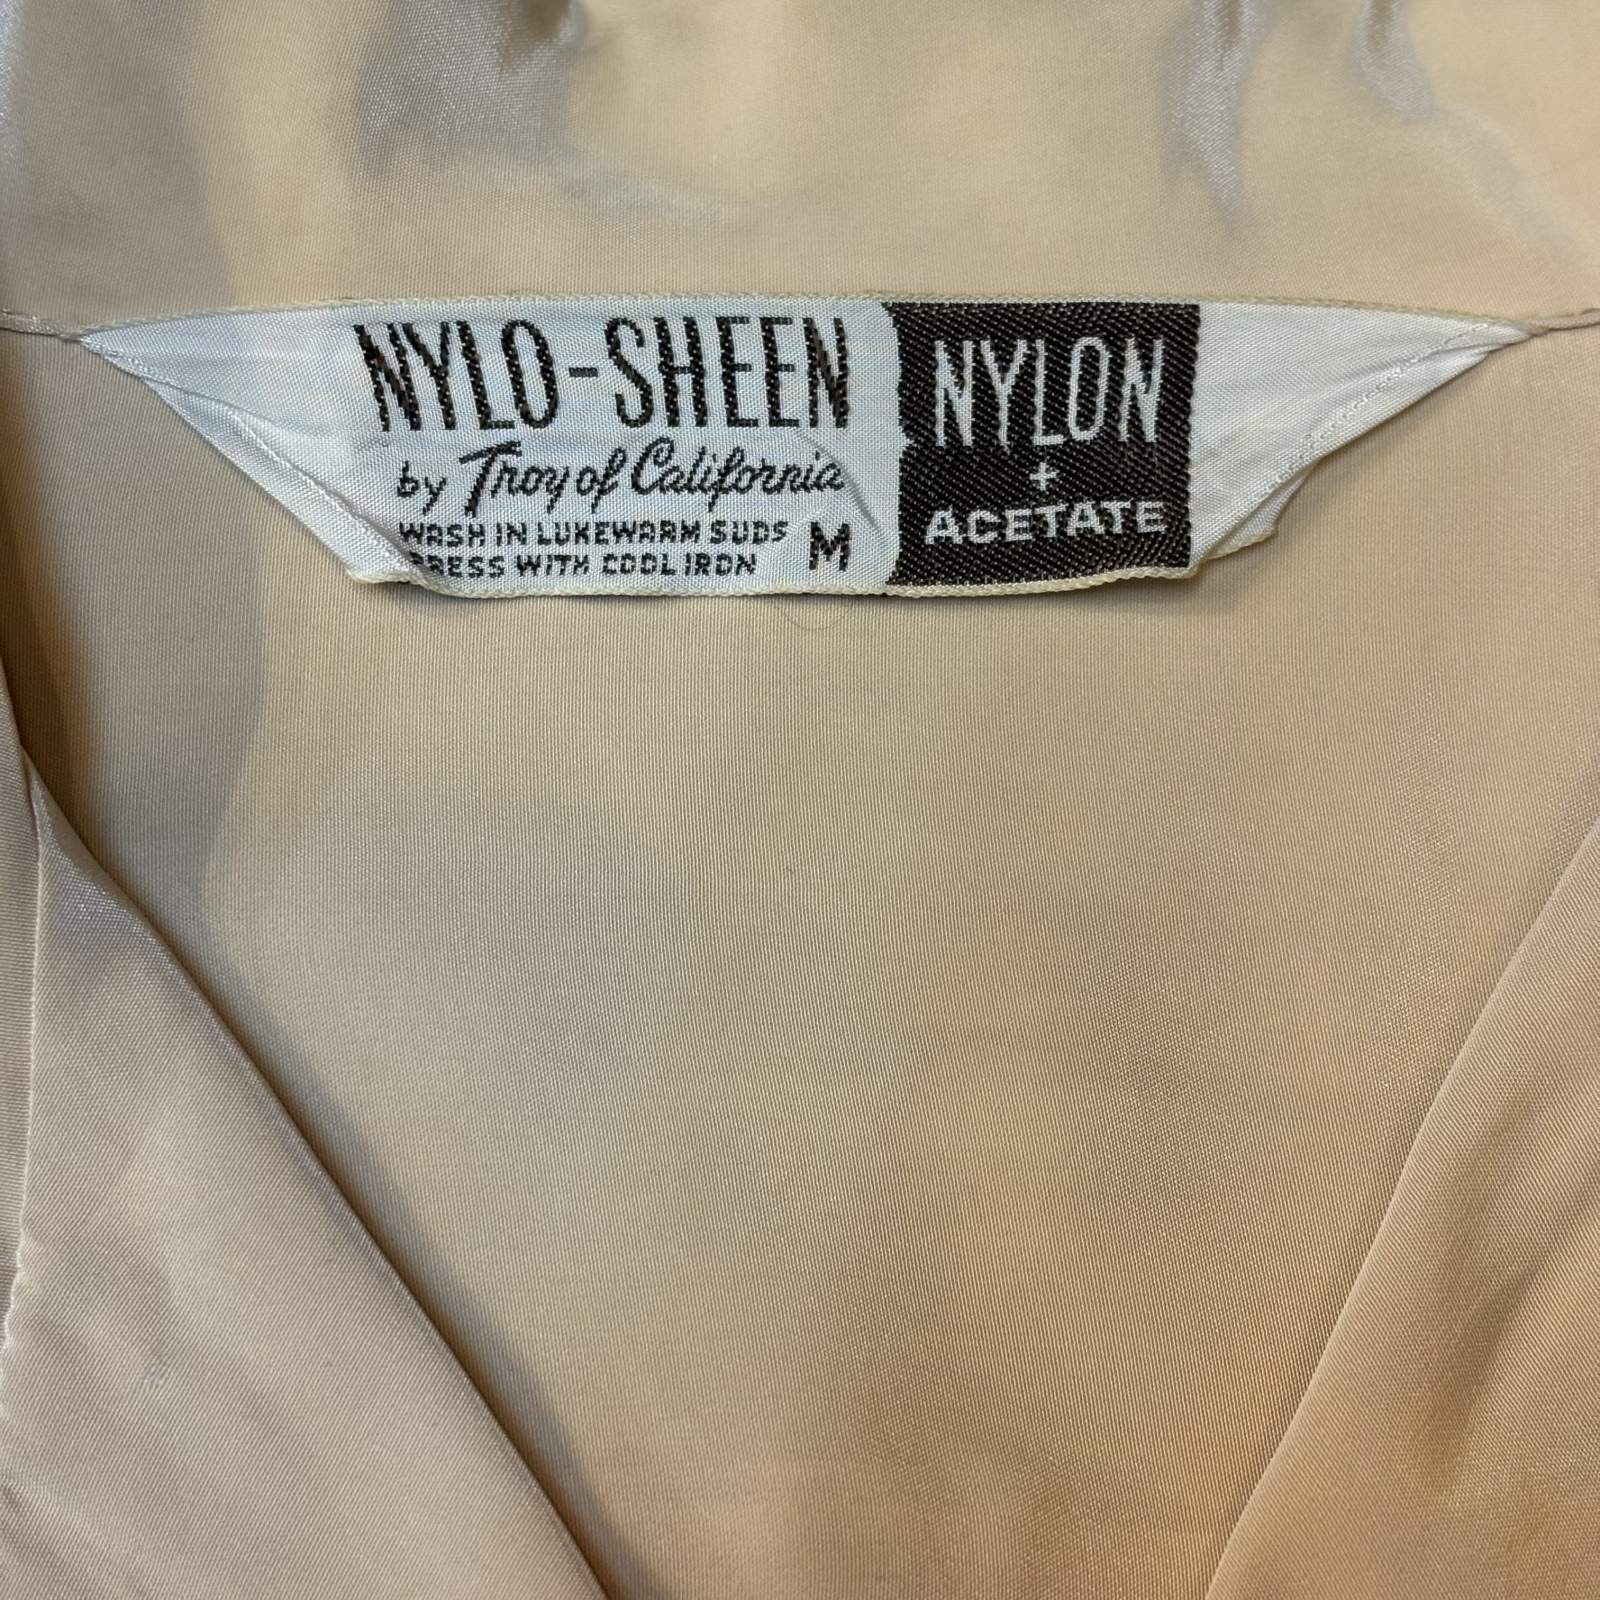 NYLO-SHEEN
by Troy of California
WASH IN LUKEWARM SUDS
PRESS WITH COOL IRON
M
NYLON
+
ACETATE